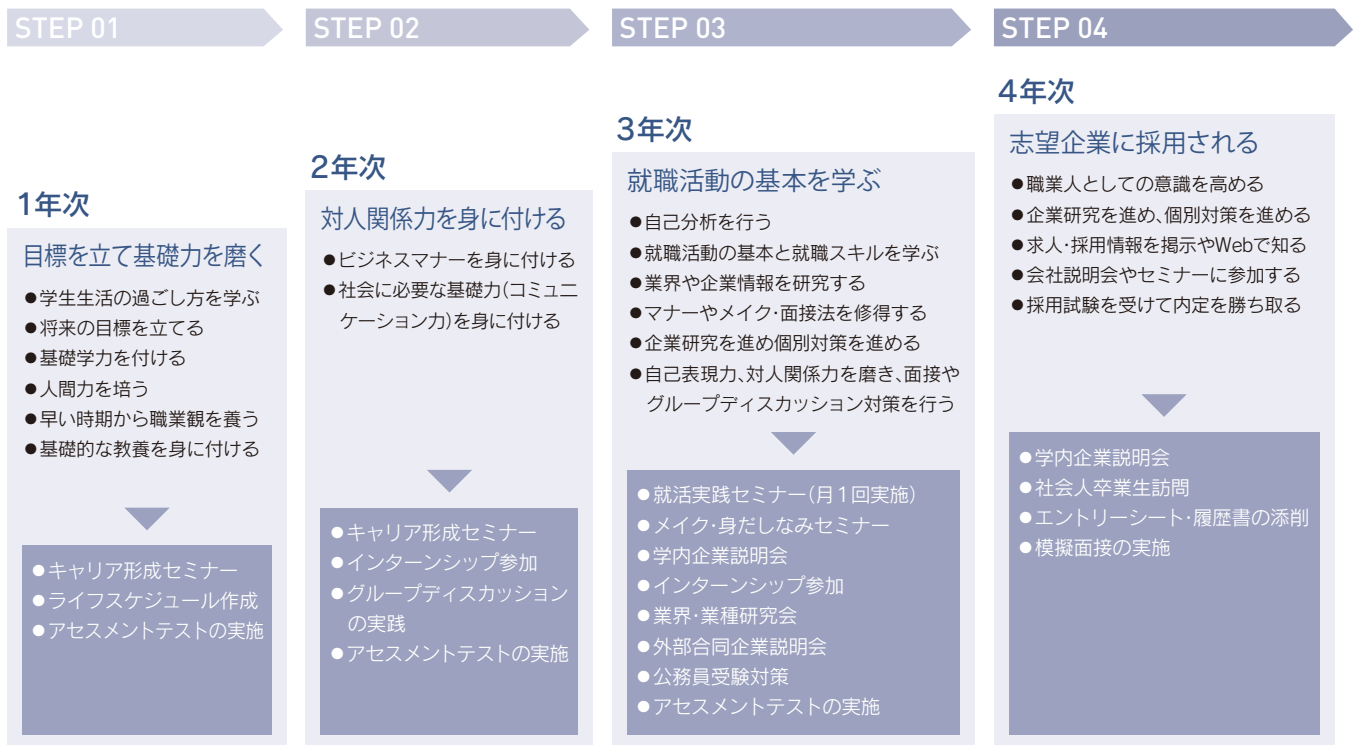 STEP 01
1年次
目標を立て基礎力を磨く
●学生生活の過ごし方を学ぶ
●将来の目標を立てる
●基礎学力を付ける
●人間力を培う
●早い時期から職業観を養う
●基礎的な教養を身に付ける
●キャリア形成セミナー
●ライフスケジュール作成
●アセスメントテストの実施
STEP 02
2年次
対人関係力を身に付ける
●ビジネスマナーを身に付ける
●社会に必要な基礎力(コミュニ
ケーション力)を身に付ける
●キャリア形成セミナー
●インターンシップ参加
●グループディスカッション
の実践
●アセスメントテストの実施
STEP 03
3年次
就職活動の基本を学ぶ
●自己分析を行う
●就職活動の基本と就職スキルを学ぶ
●業界や企業情報を研究する
●マナーやメイク・面接法を修得する
●企業研究を進め個別対策を進める
●自己表現力、対人関係力を磨き、面接や
グループディスカッション対策を行う
●就活実践セミナー(月1回実施)
●メイク・身だしなみセミナー
●学内企業説明会
●インターンシップ参加
●業界・業種研究会
●外部合同企業説明会
●公務員受験対策
●アセスメントテストの実施
STEP 04
4年次
志望企業に採用される
●職業人としての意識を高める
●企業研究を進め、個別対策を進める
●求人・採用情報を掲示やWebで知る
●会社説明会やセミナーに参加する
●採用試験を受けて内定を勝ち取る
●学内企業説明会
●社会人卒業生訪問
●エントリーシート・履歴書の添削
●模擬面接の実施